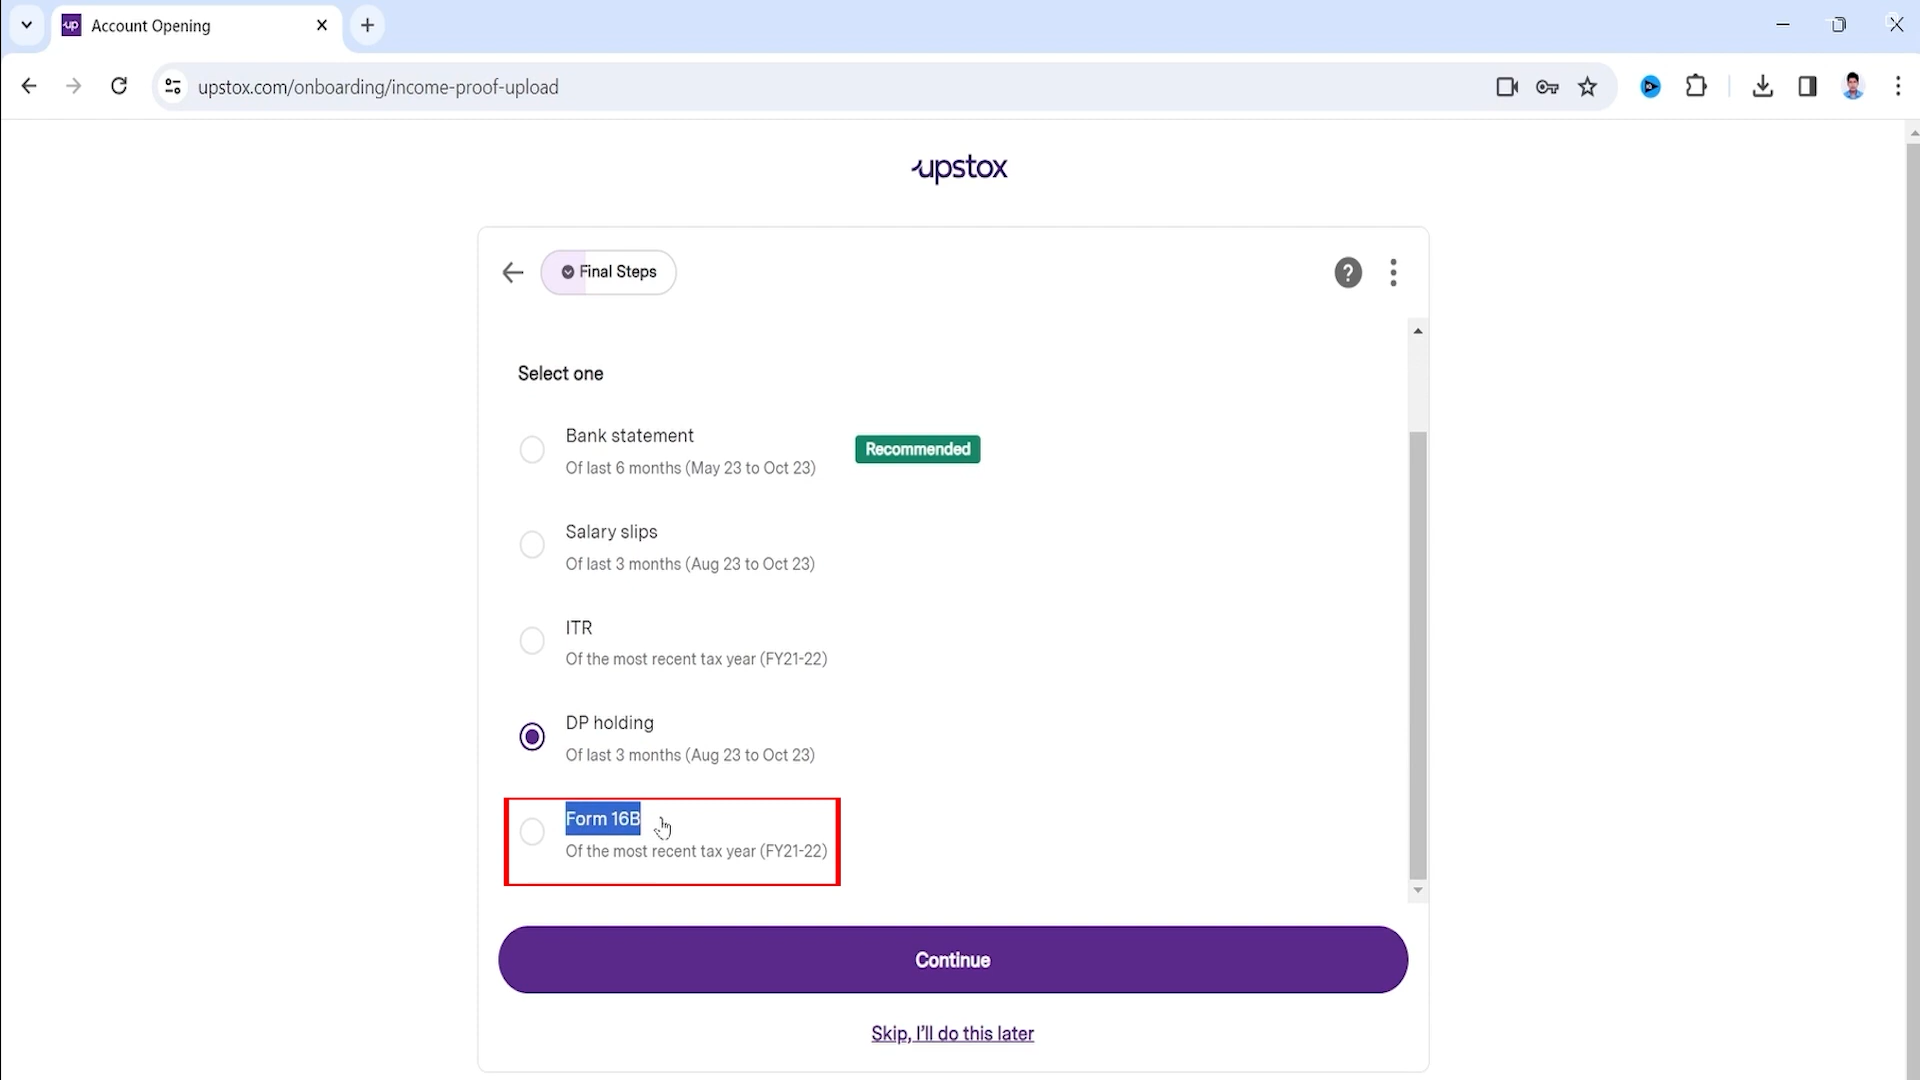 up Account Opening
upstox.com/onboarding/income-proof-upload
upstox
Final Steps
?
Select one
Bank statement
Recommended
Of last 6 months (May 23 to Oct 23)
Salary slips
Of last 3 months (Aug 23 to Oct 23)
ITR
Of the most recent tax year (FY21-22)
DP holding
Of last 3 months (Aug 23 to Oct 23)
Form 16B
Of the most recent tax year (FY21-22)
Continue
Skip, I'll do this later